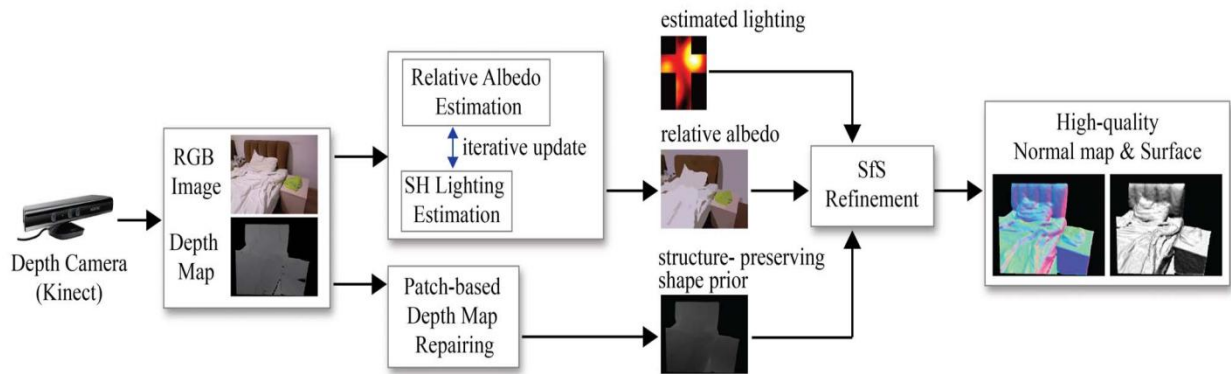 Depth Camera
(Kinect)
RGB
Image
Depth
Map
Relative Albedo
Estimation
iterative update
SH Lighting
Estimation
Patch-based
Depth Map
Repairing
estimated lighting
relative albedo
structure- preserving
shape prior
SfS
Refinement
High-quality
Normal map & Surface